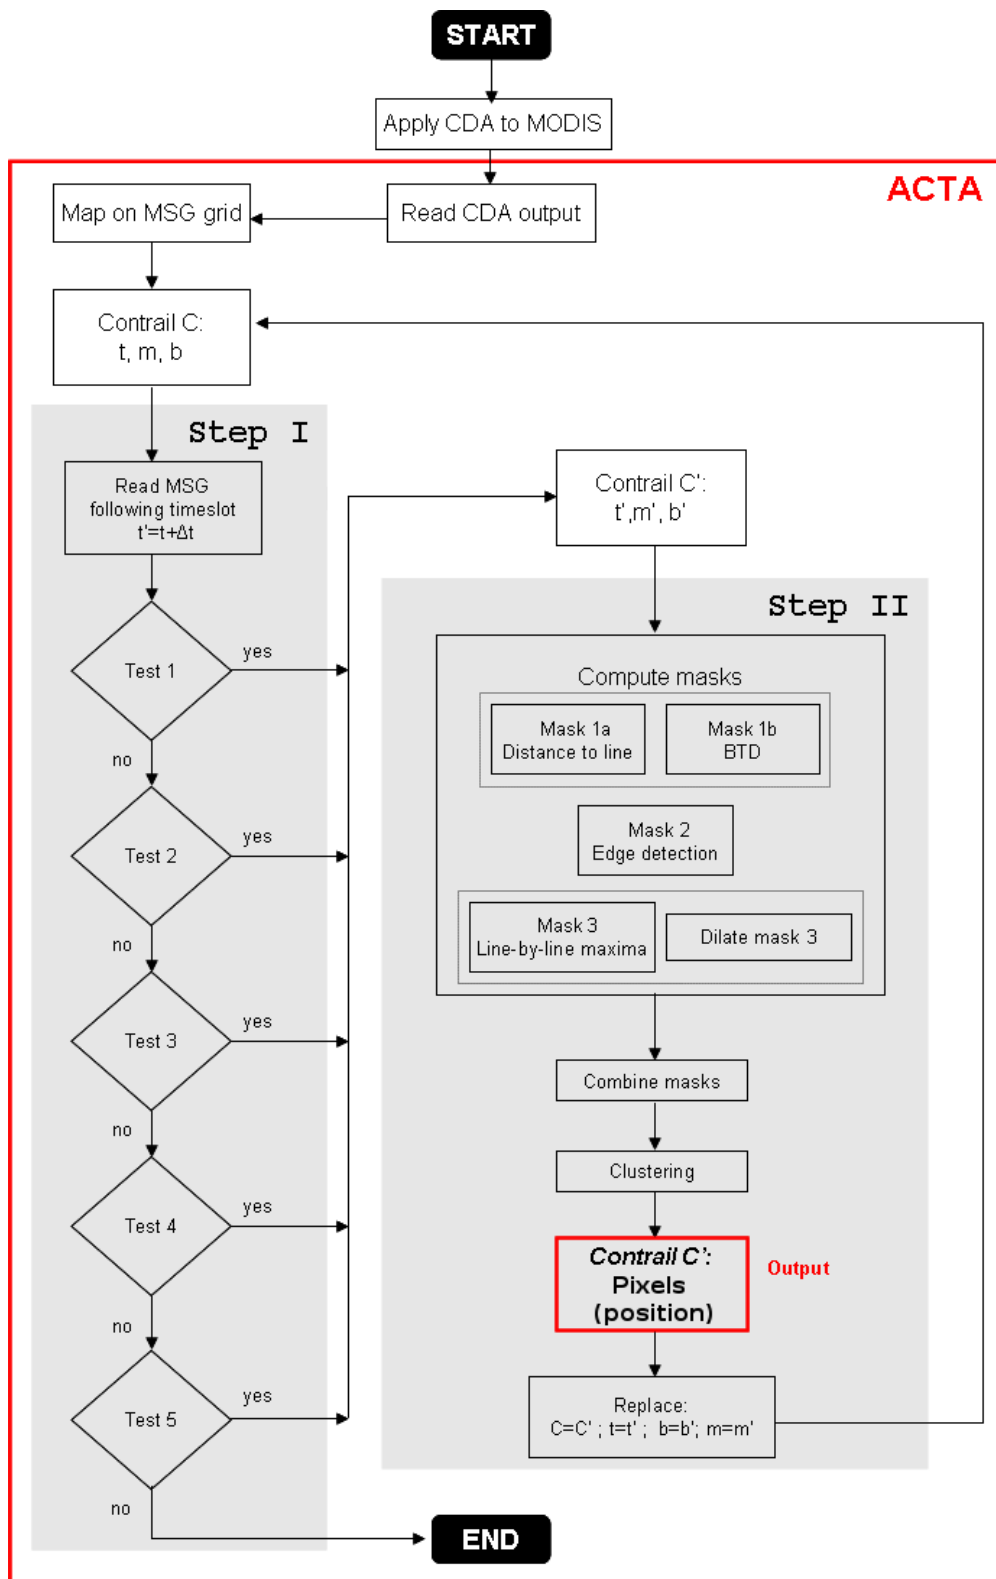 START
Apply CDA to MODIS
ACTA
Map on MSG grid
Read CDA output
Contrail C:
t, m, b
Step I
Read MSG
following timeslot
t'=t+Δt
Contrail C':
t',m', b'
Test 1
yes
no
Test 2
yes
no
Test 3
yes
no
Test 4
yes
no
Test 5
yes
no
Step II
Compute masks
Mask 1a
Distance to line
Mask 1b
BTD
Mask 2
Edge detection
Mask 3
Line-by-line maxima
Dilate mask 3
Combine masks
Clustering
Contrail C':
Pixels
(position)
Output
Replace:
C=C' ; t=t' ; b=b'; m=m'
END